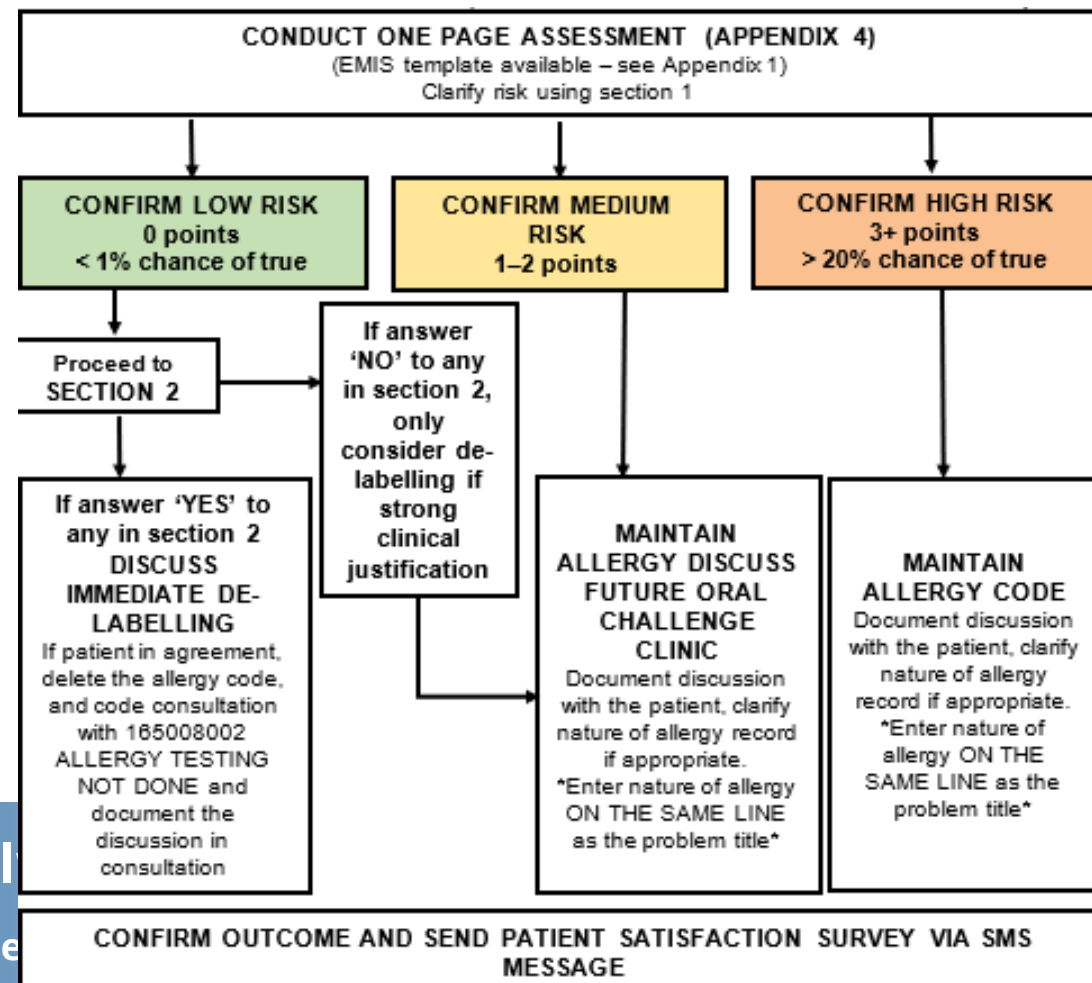 CONDUCT ONE PAGE ASSESSMENT (APPENDIX 4)
(EMIS template available – see Appendix 1)
Clarify risk using section 1
CONFIRM LOW RISK
0 points
< 1% chance of true
CONFIRM MEDIUM
RISK
1–2 points
CONFIRM HIGH RISK
3+ points
> 20% chance of true
Proceed to
SECTION 2
If answer
‘NO’ to any
in section 2,
only
consider de-
labelling if
strong
clinical
justification
If answer ‘YES’ to
any in section 2
DISCUSS
IMMEDIATE DE-
LABELLING
If patient in agreement,
delete the allergy code,
and code consultation
with 165008002
ALLERGY TESTING
NOT DONE and
document the
discussion in
consultation
MAINTAIN
ALLERGY DISCUSS
FUTURE ORAL
CHALLENGE
CLINIC
Document discussion
with the patient, clarify
nature of allergy record
if appropriate.
*Enter nature of allergy
ON THE SAME LINE
as the problem title*
MAINTAIN
ALLERGY CODE
Document discussion
with the patient, clarify
nature of allergy
record if appropriate.
*Enter nature of
allergy ON THE
SAME LINE as the
problem title*
CONFIRM OUTCOME AND SEND PATIENT SATISFACTION SURVEY VIA SMS
MESSAGE